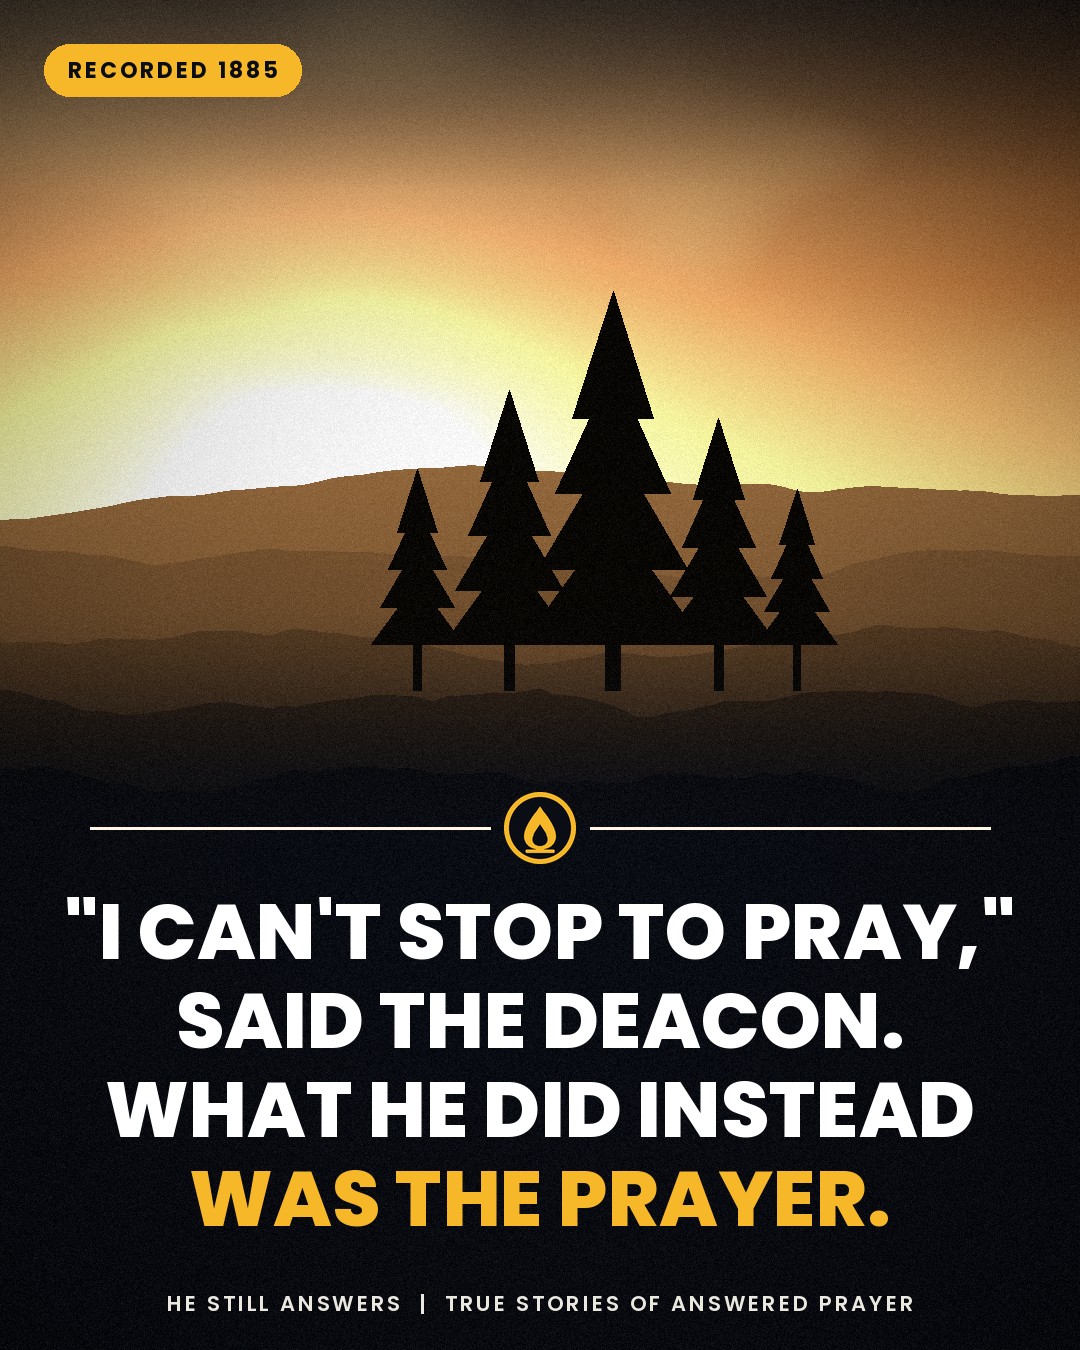 RECORDED 1885
"I CAN'T STOP TO PRAY,"
SAID THE DEACON.
WHAT HE DID INSTEAD
WAS THE PRAYER.
HE STILL ANSWERS | TRUE STORIES OF ANSWERED PRAYER